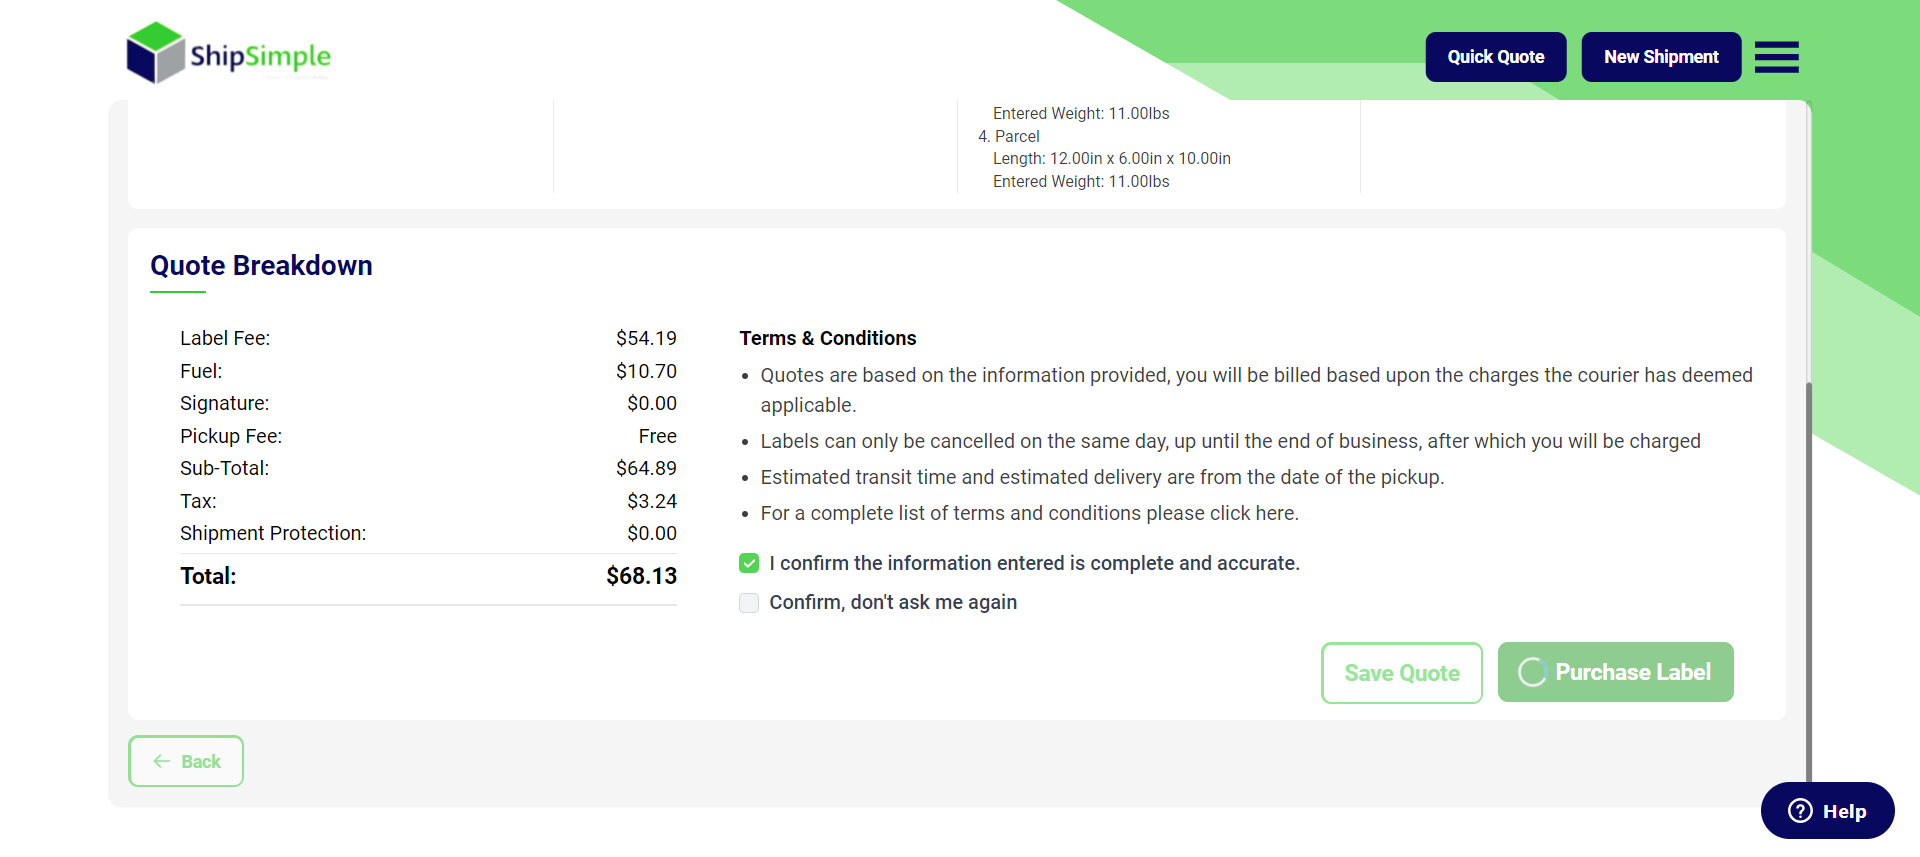 ShipSimple
Quick Quote
New Shipment
Entered Weight: 11.00lbs
4. Parcel
Length: 12.00in x 6.00in x 10.00in
Entered Weight: 11.00lbs
Quote Breakdown
Label Fee: $54.19
Fuel: $10.70
Signature: $0.00
Pickup Fee: Free
Sub-Total: $64.89
Tax: $3.24
Shipment Protection: $0.00
Total: $68.13
Terms & Conditions
• Quotes are based on the information provided, you will be billed based upon the charges the courier has deemed
applicable.
• Labels can only be cancelled on the same day, up until the end of business, after which you will be charged
• Estimated transit time and estimated delivery are from the date of the pickup.
• For a complete list of terms and conditions please click here.
I confirm the information entered is complete and accurate.
Confirm, don't ask me again
Save Quote
Purchase Label
Back
Help